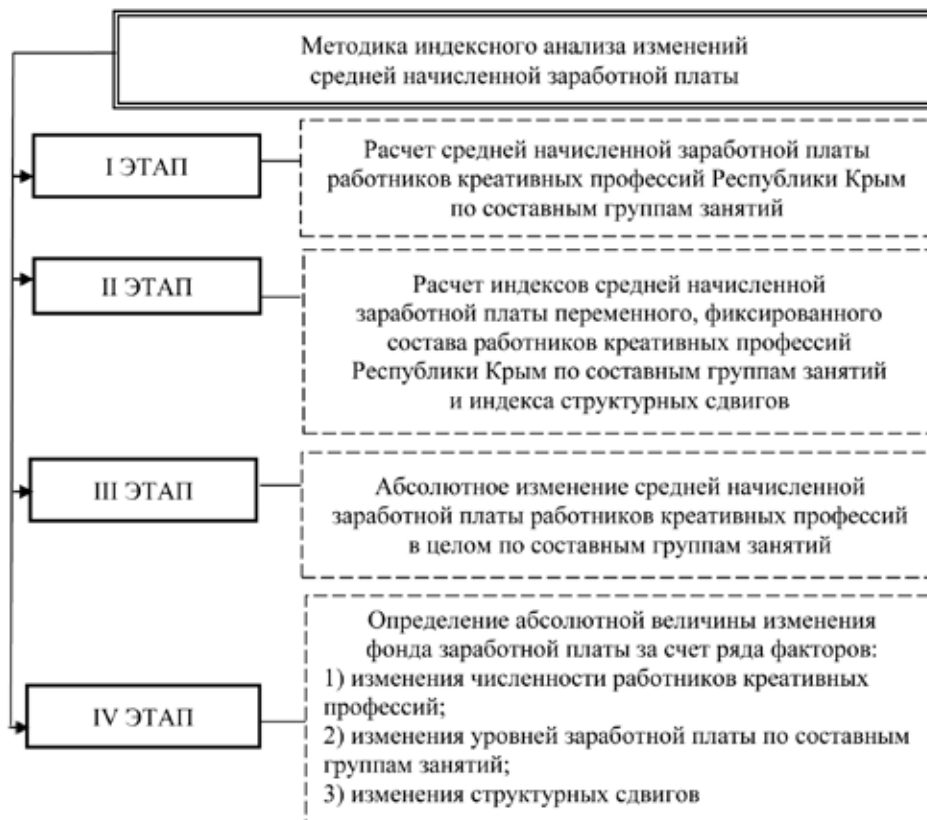 Методика индексного анализа изменений
средней начисленной заработной платы
I ЭТАП
Расчет средней начисленной заработной платы
работников креативных профессий Республики Крым
по составным группам занятий
II ЭТАП
Расчет индексов средней начисленной
заработной платы переменного, фиксированного
состава работников креативных профессий
Республики Крым по составным группам занятий
и индекса структурных сдвигов
III ЭТАП
Абсолютное изменение средней начисленной
заработной платы работников креативных профессий
в целом по составным группам занятий
IV ЭТАП
Определение абсолютной величины изменения
фонда заработной платы за счет ряда факторов:
1) изменения численности работников креативных
профессий;
2) изменения уровней заработной платы по составным
группам занятий;
3) изменения структурных сдвигов